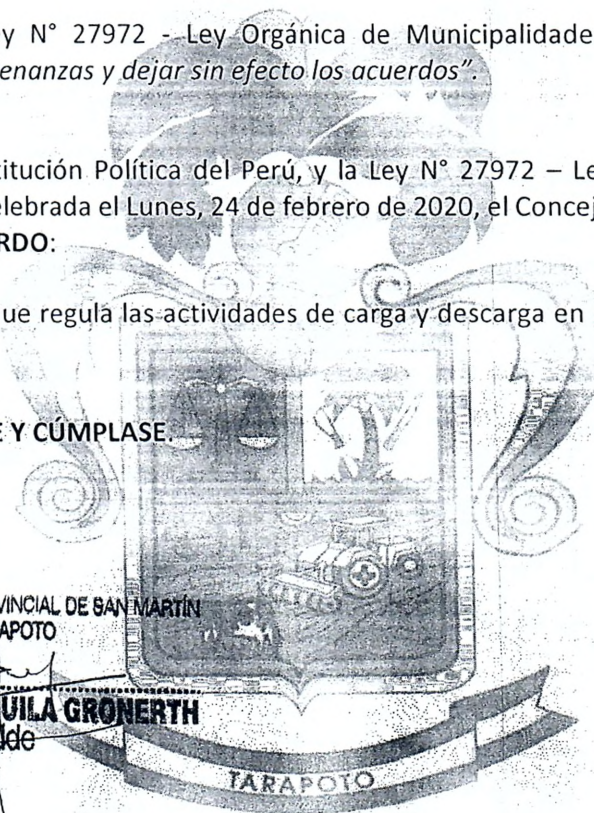 ey N° 27972 - Ley Orgánica de Municipalidade
enanzas y dejar sin efecto los acuerdos".
titución Política del Perú, y la Ley N° 27972 – Le
elebrada el Lunes, 24 de febrero de 2020, el Concej
RDO:
ue regula las actividades de carga y descarga en
E Y CÚMPLASE.
VINCIAL DE SAN MARTÍN
APOTO
UILA GRONERTH
lde
TARAPOTO